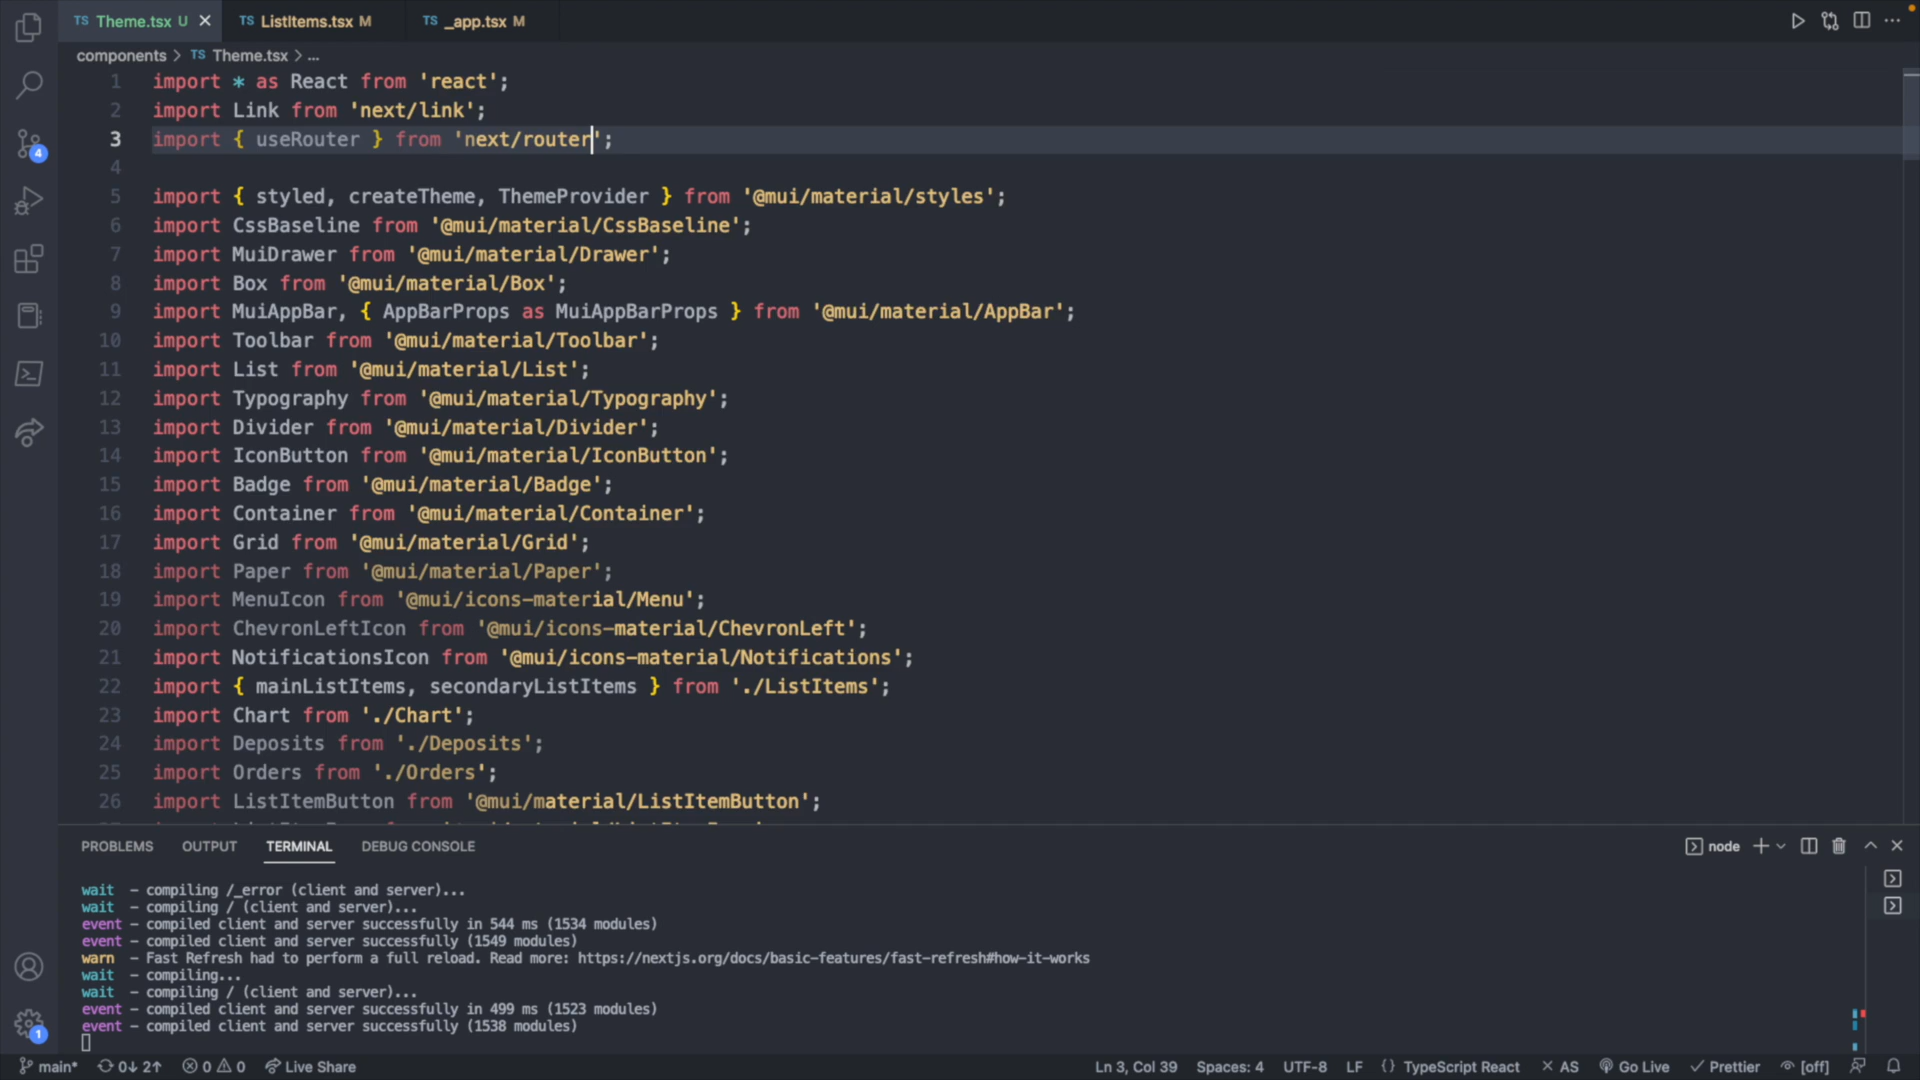 TS Theme.tsx U
TS ListItems.tsx M
TS _app.tsx M
components > TS Theme.tsx > ...
1 import * as React from 'react';
2 import Link from 'next/link';
3 import { useRouter } from 'next/router';
4
5 import { styled, createTheme, ThemeProvider } from '@mui/material/styles';
6 import CssBaseline from '@mui/material/CssBaseline';
7 import MuiDrawer from '@mui/material/Drawer';
8 import Box from '@mui/material/Box';
9 import MuiAppBar, { AppBarProps as MuiAppBarProps } from '@mui/material/AppBar';
10 import Toolbar from '@mui/material/Toolbar';
11 import List from '@mui/material/List';
12 import Typography from '@mui/material/Typography';
13 import Divider from '@mui/material/Divider';
14 import IconButton from '@mui/material/IconButton';
15 import Badge from '@mui/material/Badge';
16 import Container from '@mui/material/Container';
17 import Grid from '@mui/material/Grid';
18 import Paper from '@mui/material/Paper';
19 import MenuIcon from '@mui/icons-material/Menu';
20 import ChevronLeftIcon from '@mui/icons-material/ChevronLeft';
21 import NotificationsIcon from '@mui/icons-material/Notifications';
22 import { mainListItems, secondaryListItems } from './ListItems';
23 import Chart from './Chart';
24 import Deposits from './Deposits';
25 import Orders from './Orders';
26 import ListItemButton from '@mui/material/ListItemButton';
4
PROBLEMS OUTPUT TERMINAL DEBUG CONSOLE
node
wait - compiling /_error (client and server)...
wait - compiling / (client and server)...
event - compiled client and server successfully in 544 ms (1534 modules)
event - compiled client and server successfully (1549 modules)
warn - Fast Refresh had to perform a full reload. Read more: https://nextjs.org/docs/basic-features/fast-refresh#how-it-works
wait - compiling...
wait - compiling / (client and server)...
event - compiled client and server successfully in 499 ms (1523 modules)
event - compiled client and server successfully (1538 modules)
1
main* 0↓ 2↑ 0 0 Live Share
Ln 3, Col 39 Spaces: 4 UTF-8 LF {} TypeScript React AS Go Live Prettier [off]